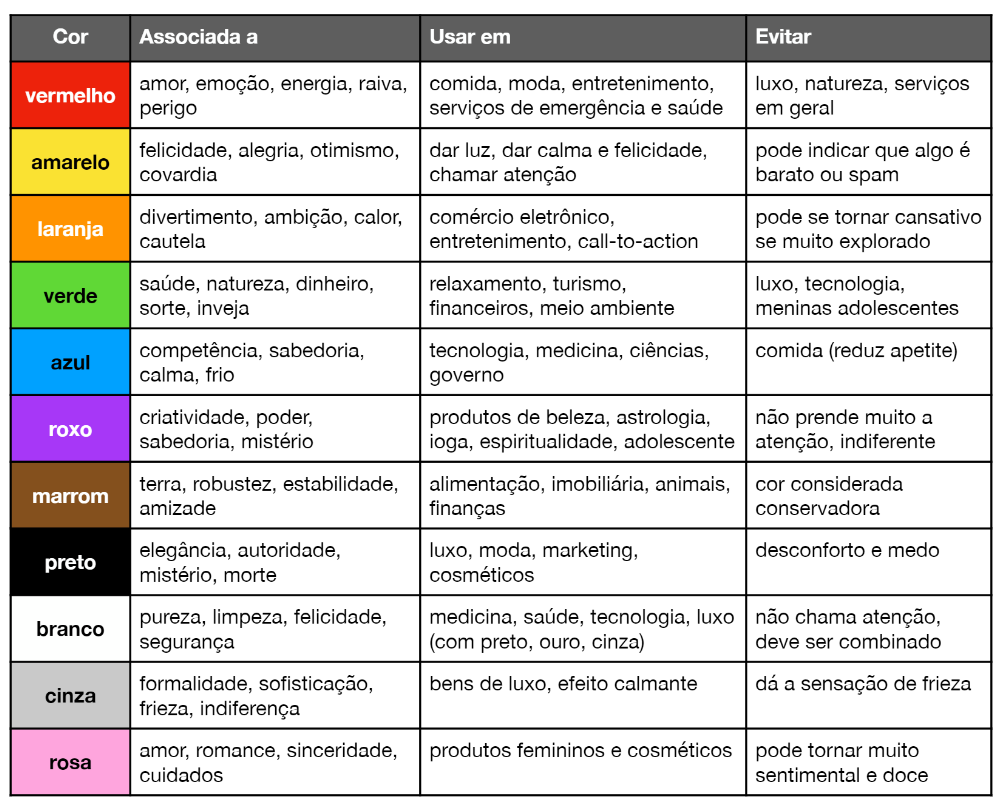 Cor
Associada a
Usar em
Evitar
vermelho
amor, emoção, energia, raiva,
perigo
comida, moda, entretenimento,
serviços de emergência e saúde
luxo, natureza, serviços
em geral
amarelo
felicidade, alegria, otimismo,
covardia
dar luz, dar calma e felicidade,
chamar atenção
pode indicar que algo é
barato ou spam
laranja
divertimento, ambição, calor,
cautela
comércio eletrônico,
entretenimento, call-to-action
pode se tornar cansativo
se muito explorado
verde
saúde, natureza, dinheiro,
sorte, inveja
relaxamento, turismo,
financeiros, meio ambiente
luxo, tecnologia,
meninas adolescentes
azul
competência, sabedoria,
calma, frio
tecnologia, medicina, ciências,
governo
comida (reduz apetite)
roxo
criatividade, poder,
sabedoria, mistério
produtos de beleza, astrologia,
ioga, espiritualidade, adolescente
não prende muito a
atenção, indiferente
marrom
terra, robustez, estabilidade,
amizade
alimentação, imobiliária, animais,
finanças
cor considerada
conservadora
preto
elegância, autoridade,
mistério, morte
luxo, moda, marketing,
cosméticos
desconforto e medo
branco
pureza, limpeza, felicidade,
segurança
medicina, saúde, tecnologia, luxo
(com preto, ouro, cinza)
não chama atenção,
deve ser combinado
cinza
formalidade, sofisticação,
frieza, indiferença
bens de luxo, efeito calmante
dá a sensação de frieza
rosa
amor, romance, sinceridade,
cuidados
produtos femininos e cosméticos
pode tornar muito
sentimental e doce